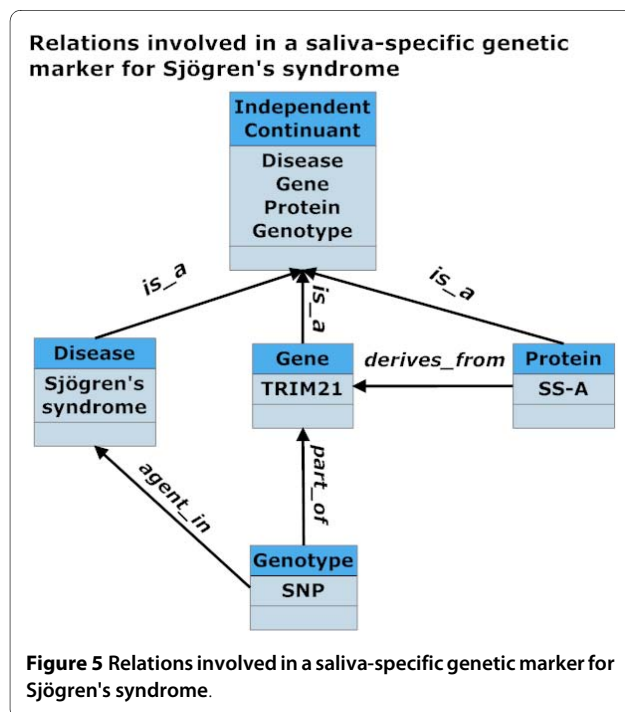 Relations involved in a saliva-specific genetic
marker for Sjögren's syndrome
Independent
Continuant
Disease
Gene
Protein
Genotype
is_a
is_a
is_a
Disease
Sjögren's
syndrome
Gene
TRIM21
derives_from
Protein
SS-A
agent_in
part_of
Genotype
SNP
Figure 5 Relations involved in a saliva-specific genetic marker for
Sjögren's syndrome.